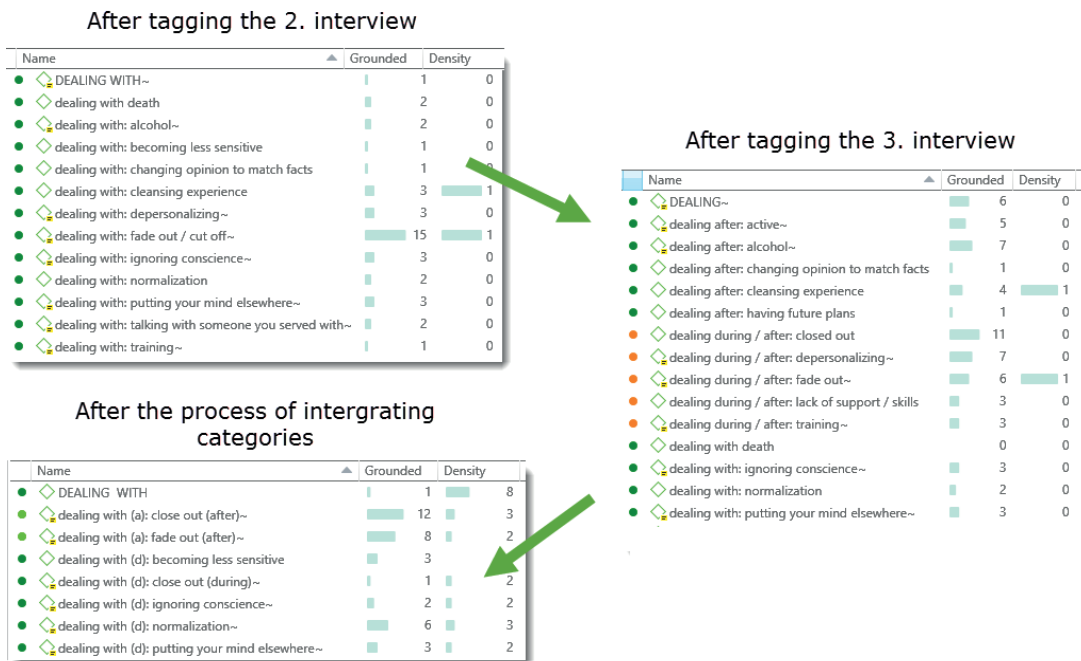 After tagging the 2. interview
Name Grounded Density
DEALING WITH~ 1 0
dealing with death 2 0
dealing with: alcohol~ 2 0
dealing with: becoming less sensitive 1 0
dealing with: changing opinion to match facts 1 0
dealing with: cleansing experience 3 1
dealing with: depersonalizing~ 3 0
dealing with: fade out / cut off~ 15 1
dealing with: ignoring conscience~ 3 0
dealing with: normalization 2 0
dealing with: putting your mind elsewhere~ 3 0
dealing with: talking with someone you served with~ 2 0
dealing with: training~ 1 0
After tagging the 3. interview
Name Grounded Density
DEALING~ 6 0
dealing after: active~ 5 0
dealing after: alcohol~ 7 0
dealing after: changing opinion to match facts 1 0
dealing after: cleansing experience 4 1
dealing after: having future plans 1 0
dealing during / after: closed out 11 0
dealing during / after: depersonalizing~ 7 0
dealing during / after: fade out~ 6 1
dealing during / after: lack of support / skills 3 0
dealing during / after: training~ 3 0
dealing with death 0 0
dealing with: ignoring conscience~ 3 0
dealing with: normalization 2 0
dealing with: putting your mind elsewhere~ 3 0
After the process of intergrating
categories
Name Grounded Density
DEALING WITH 1 8
dealing with (a): close out (after)~ 12 3
dealing with (a): fade out (after)~ 8 2
dealing with (d): becoming less sensitive 3
dealing with (d): close out (during)~ 1 2
dealing with (d): ignoring conscience~ 2 2
dealing with (d): normalization~ 6 3
dealing with (d): putting your mind elsewhere~ 3 2